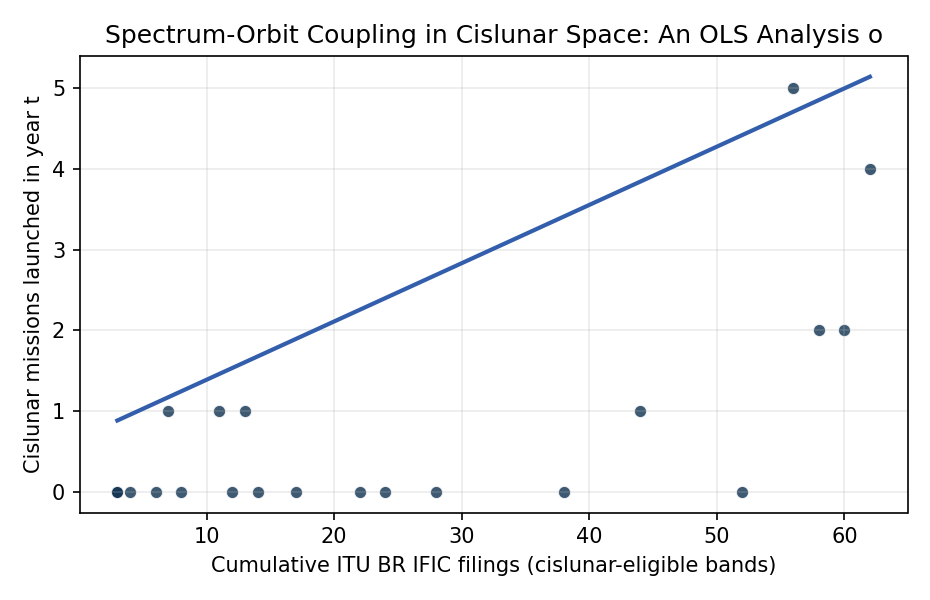 Spectrum-Orbit Coupling in Cislunar Space: An OLS Analysis o
Cislunar missions launched in year t
5
4
3
2
1
0
10 20 30 40 50 60
Cumulative ITU BR IFIC filings (cislunar-eligible bands)